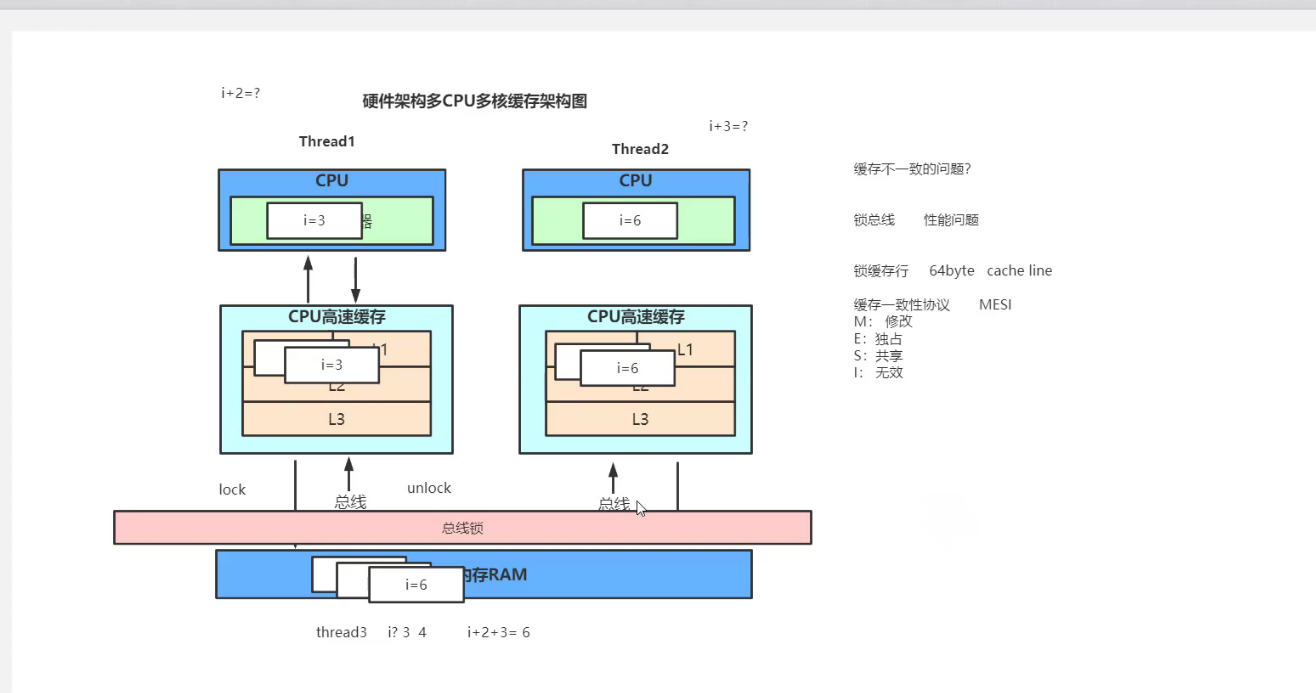 i+2=?
硬件架构多CPU多核缓存架构图
i+3=?
Thread1
Thread2
CPU
CPU
i=3
器
i=6
CPU高速缓存
CPU高速缓存
L1
i=3
L2
L3
L1
i=6
L2
L3
lock
总线
unlock
总线
总线锁
内存RAM
i=6
thread3 i? 3 4 i+2+3= 6
缓存不一致的问题?
锁总线 性能问题
锁缓存行 64byte cache line
缓存一致性协议 MESI
M： 修改
E：独占
S：共享
I： 无效